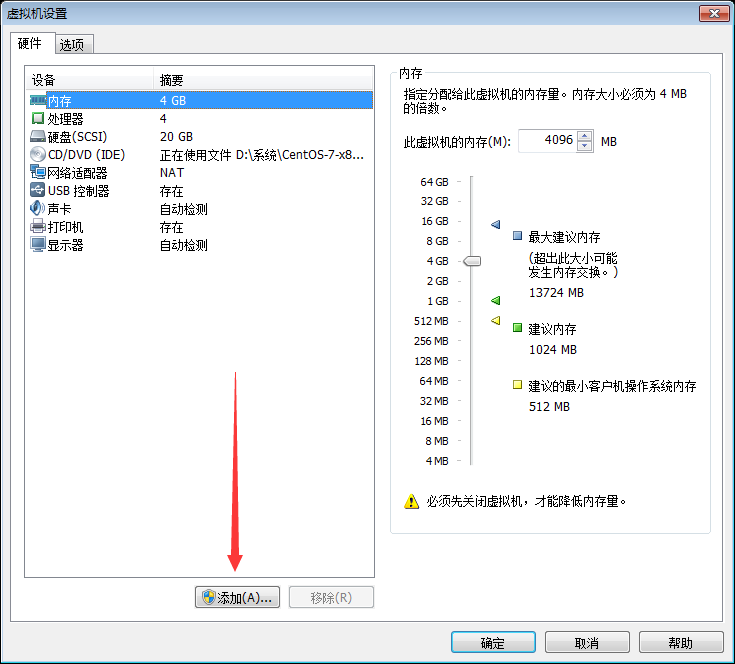 虚拟机设置
硬件 选项
设备 摘要
内存 4 GB
处理器 4
硬盘(SCSI) 20 GB
CD/DVD (IDE) 正在使用文件 D:\系统\CentOS-7-x8...
网络适配器 NAT
USB 控制器 存在
声卡 自动检测
打印机 存在
显示器 自动检测
添加(A)... 移除(R)
内存
指定分配给此虚拟机的内存量。内存大小必须为 4 MB
的倍数。
此虚拟机的内存(M): 4096 MB
64 GB
32 GB
16 GB
8 GB
4 GB
2 GB
1 GB
512 MB
256 MB
128 MB
64 MB
32 MB
16 MB
8 MB
4 MB
最大建议内存
(超出此大小可能
发生内存交换。)
13724 MB
建议内存
1024 MB
建议的最小客户机操作系统内存
512 MB
必须先关闭虚拟机，才能降低内存量。
确定 取消 帮助